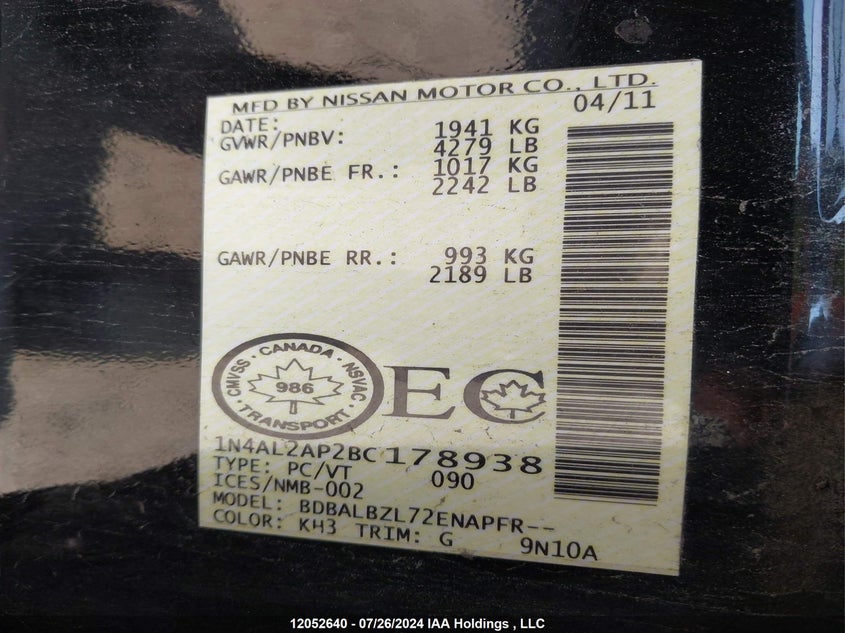 MFD BY NISSAN MOTOR CO., LTD.
DATE: 04/11
GVWR/PNBV: 1941 KG
4279 LB
GAWR/PNBE FR.: 1017 KG
2242 LB
GAWR/PNBE RR.: 993 KG
2189 LB
CMVSS · CANADA · NSVAC
986
· TRANSPORT ·
EC
1N4AL2AP2BC178938
TYPE: PC/VT 090
ICES/NMB-002
MODEL: BDBALBZL72ENAPFR--
COLOR: KH3 TRIM: G 9N10A
12052640 - 07/26/2024 IAA Holdings , LLC